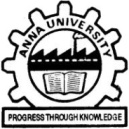 ANNA UNIVERSITY
PROGRESS THROUGH KNOWLEDGE